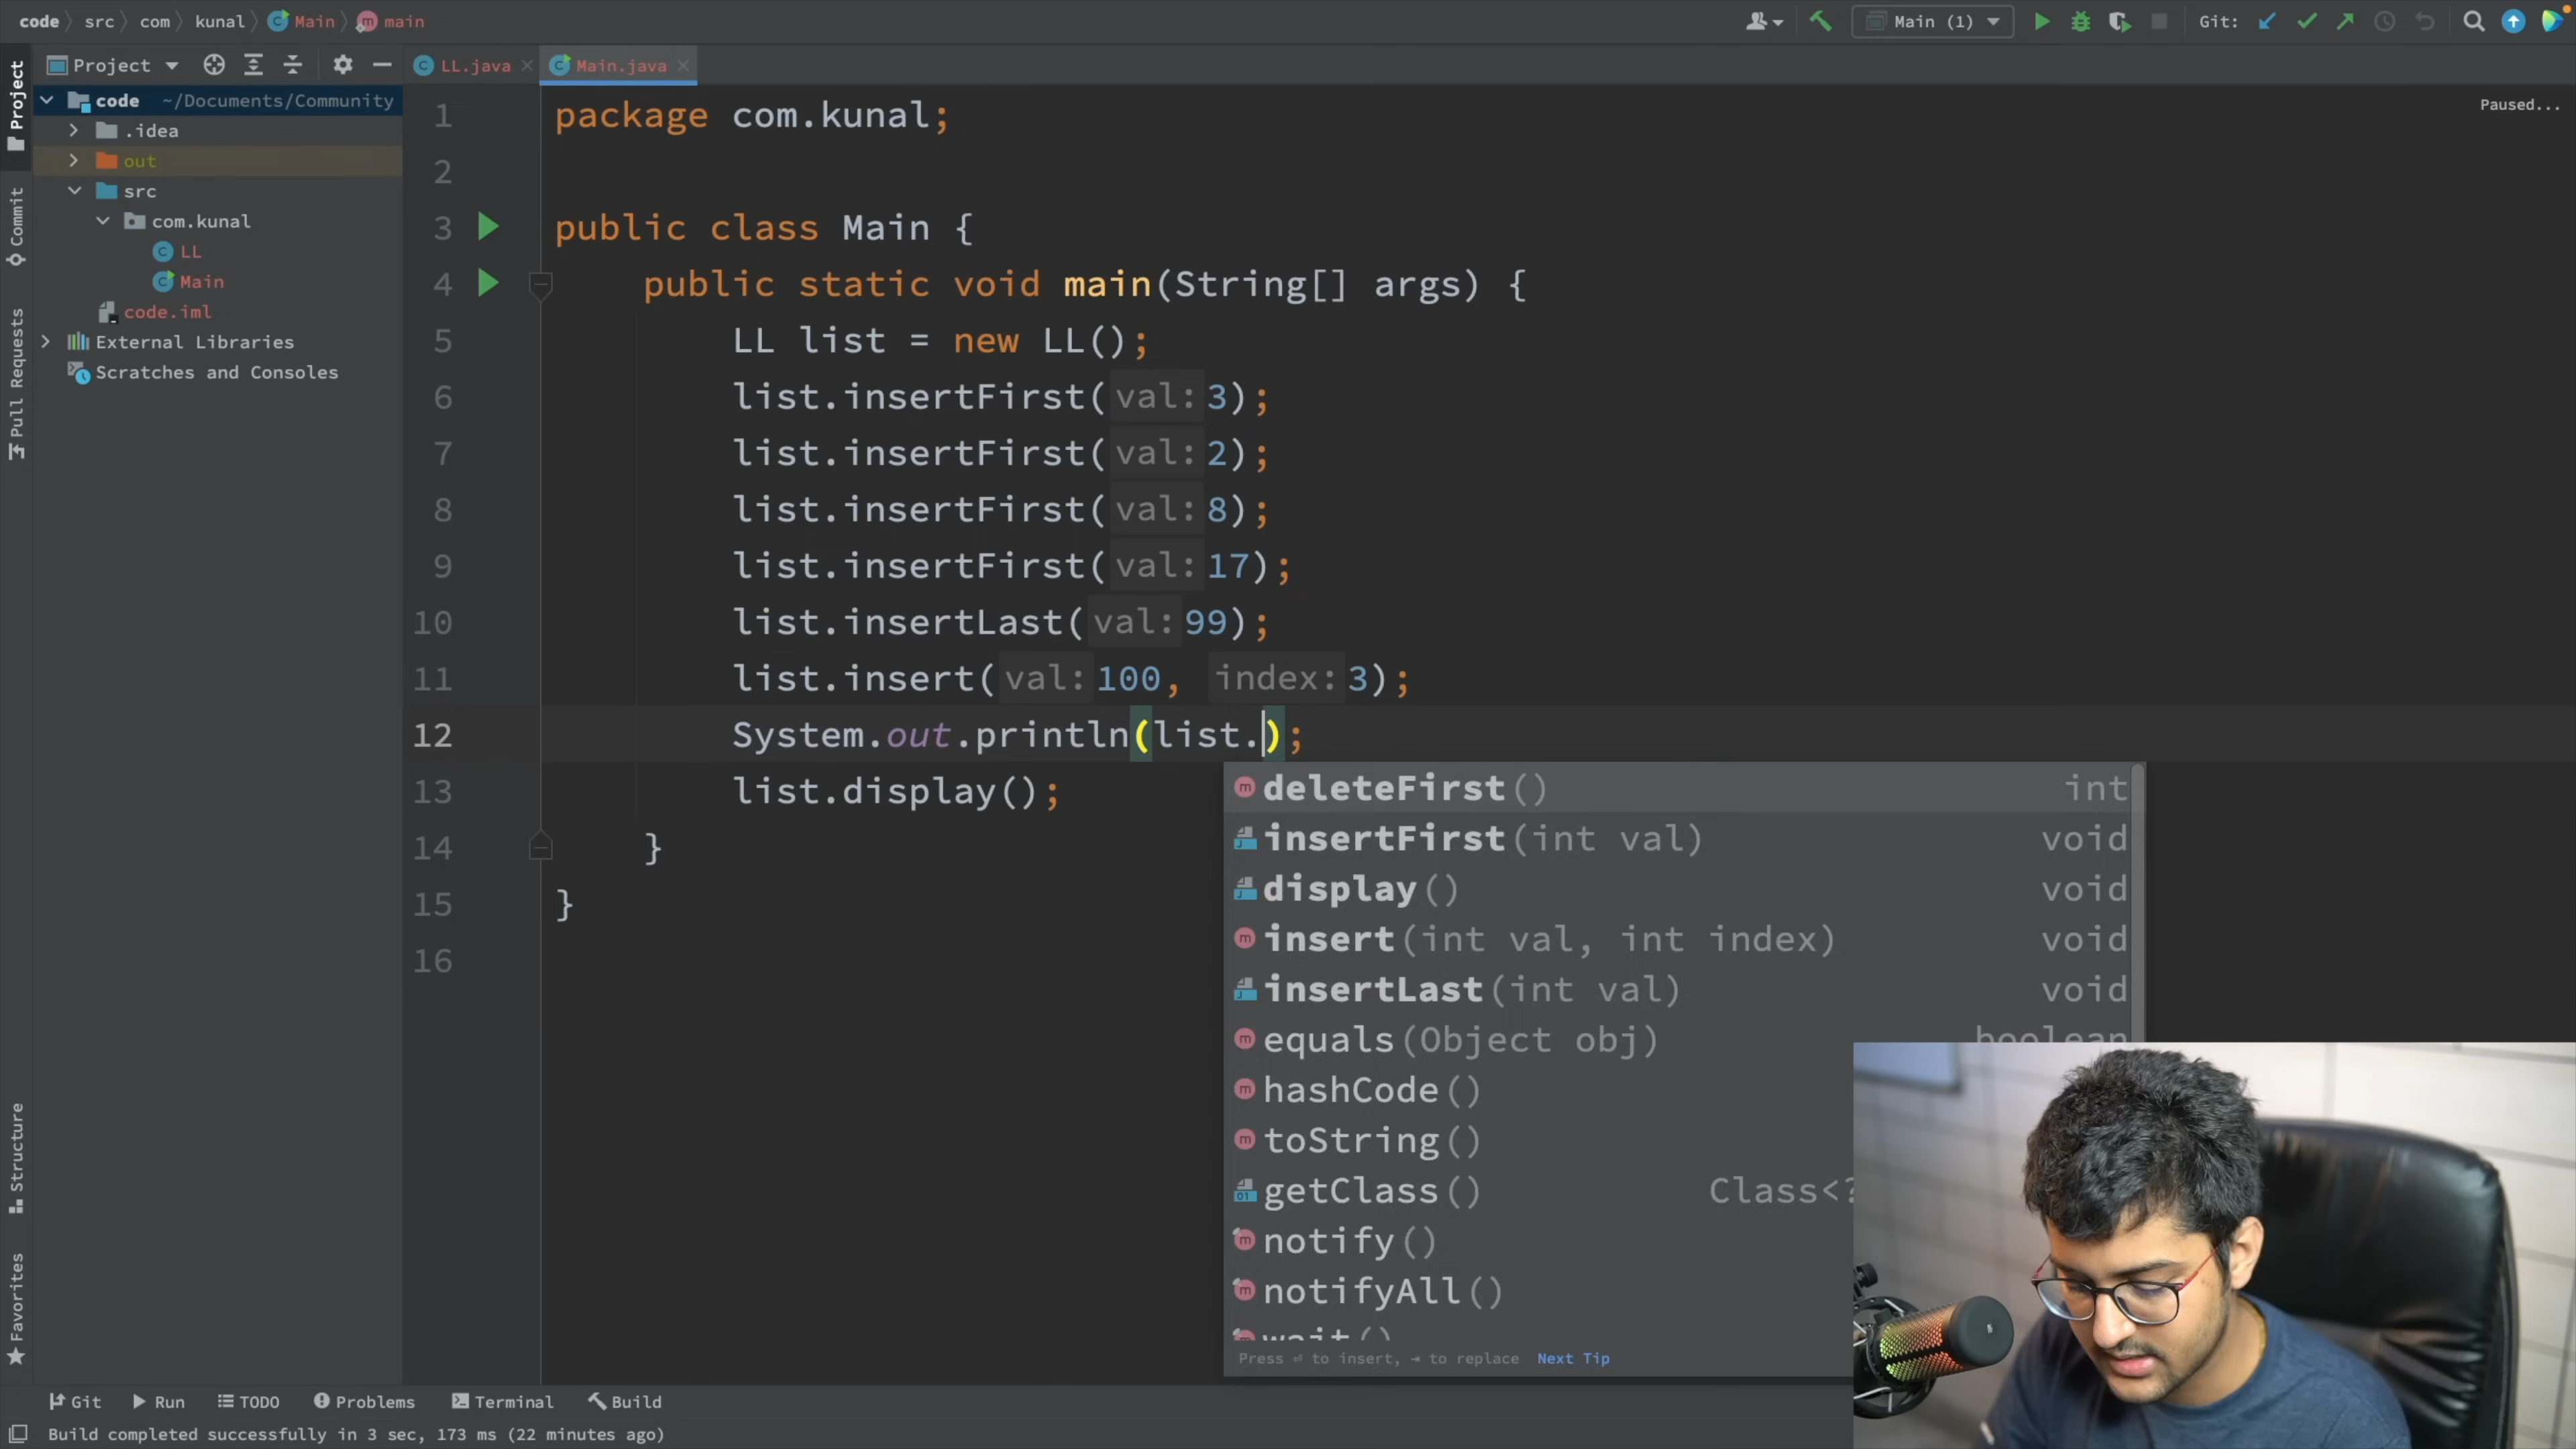 code src com kunal Main main
Main (1)
Git:
Project
LL.java
Main.java
Project
Commit
Pull Requests
Structure
Favorites
code ~/Documents/Community
.idea
out
src
com.kunal
LL
Main
code.iml
External Libraries
Scratches and Consoles
Paused...
1 package com.kunal;
2
3 public class Main {
4 public static void main(String[] args) {
5 LL list = new LL();
6 list.insertFirst( val: 3);
7 list.insertFirst( val: 2);
8 list.insertFirst( val: 8);
9 list.insertFirst( val: 17);
10 list.insertLast( val: 99);
11 list.insert( val: 100, index: 3);
12 System.out.println(list.);
13 list.display();
14 }
15 }
16
deleteFirst() int
insertFirst(int val) void
display() void
insert(int val, int index) void
insertLast(int val) void
equals(Object obj) boolean
hashCode()
toString()
getClass() Class<?
notify()
notifyAll()
wait()
Press ⏎ to insert, ⇥ to replace Next Tip
Git Run TODO Problems Terminal Build
Build completed successfully in 3 sec, 173 ms (22 minutes ago)